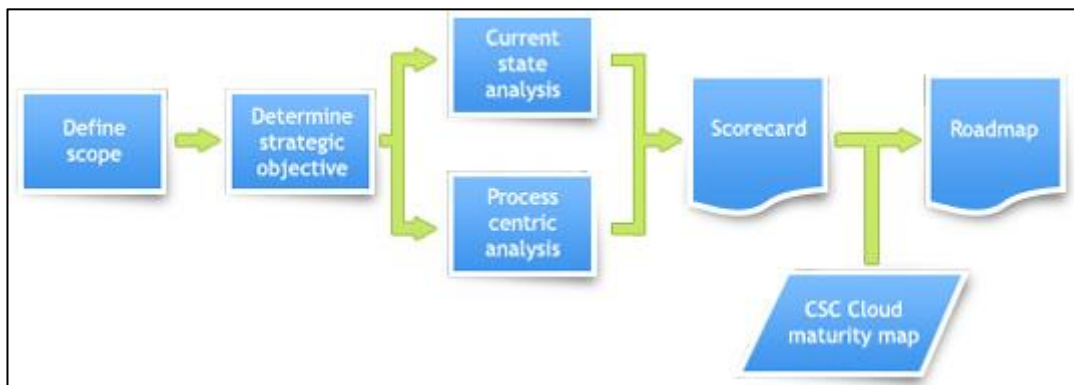 Define
scope
Determine
strategic
objective
Current
state
analysis
Process
centric
analysis
Scorecard
Roadmap
CSC Cloud
maturity map